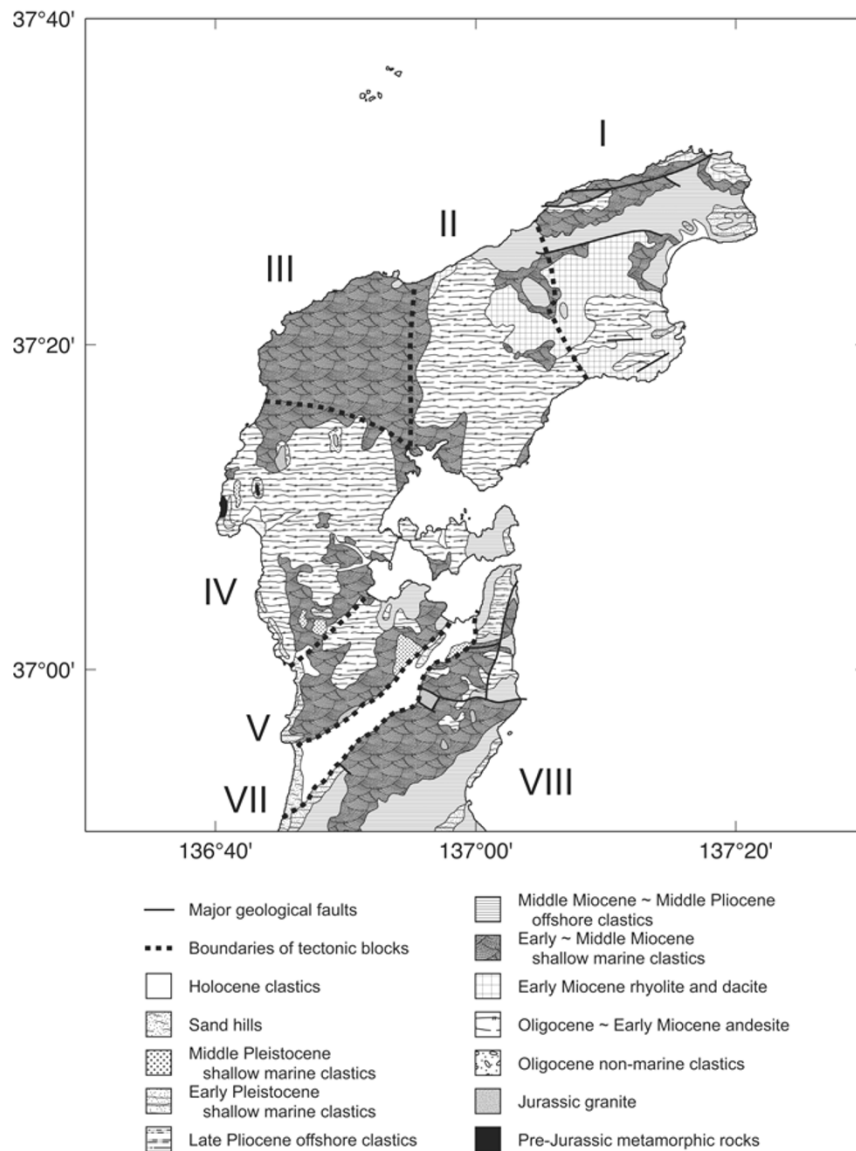 37°40'
I
II
III
37°20'
IV
37°00'
V
VII
VIII
136°40'
137°00'
137°20'
Major geological faults
Boundaries of tectonic blocks
Holocene clastics
Sand hills
Middle Pleistocene
shallow marine clastics
Early Pleistocene
shallow marine clastics
Late Pliocene offshore clastics
Middle Miocene ~ Middle Pliocene
offshore clastics
Early ~ Middle Miocene
shallow marine clastics
Early Miocene rhyolite and dacite
Oligocene ~ Early Miocene andesite
Oligocene non-marine clastics
Jurassic granite
Pre-Jurassic metamorphic rocks